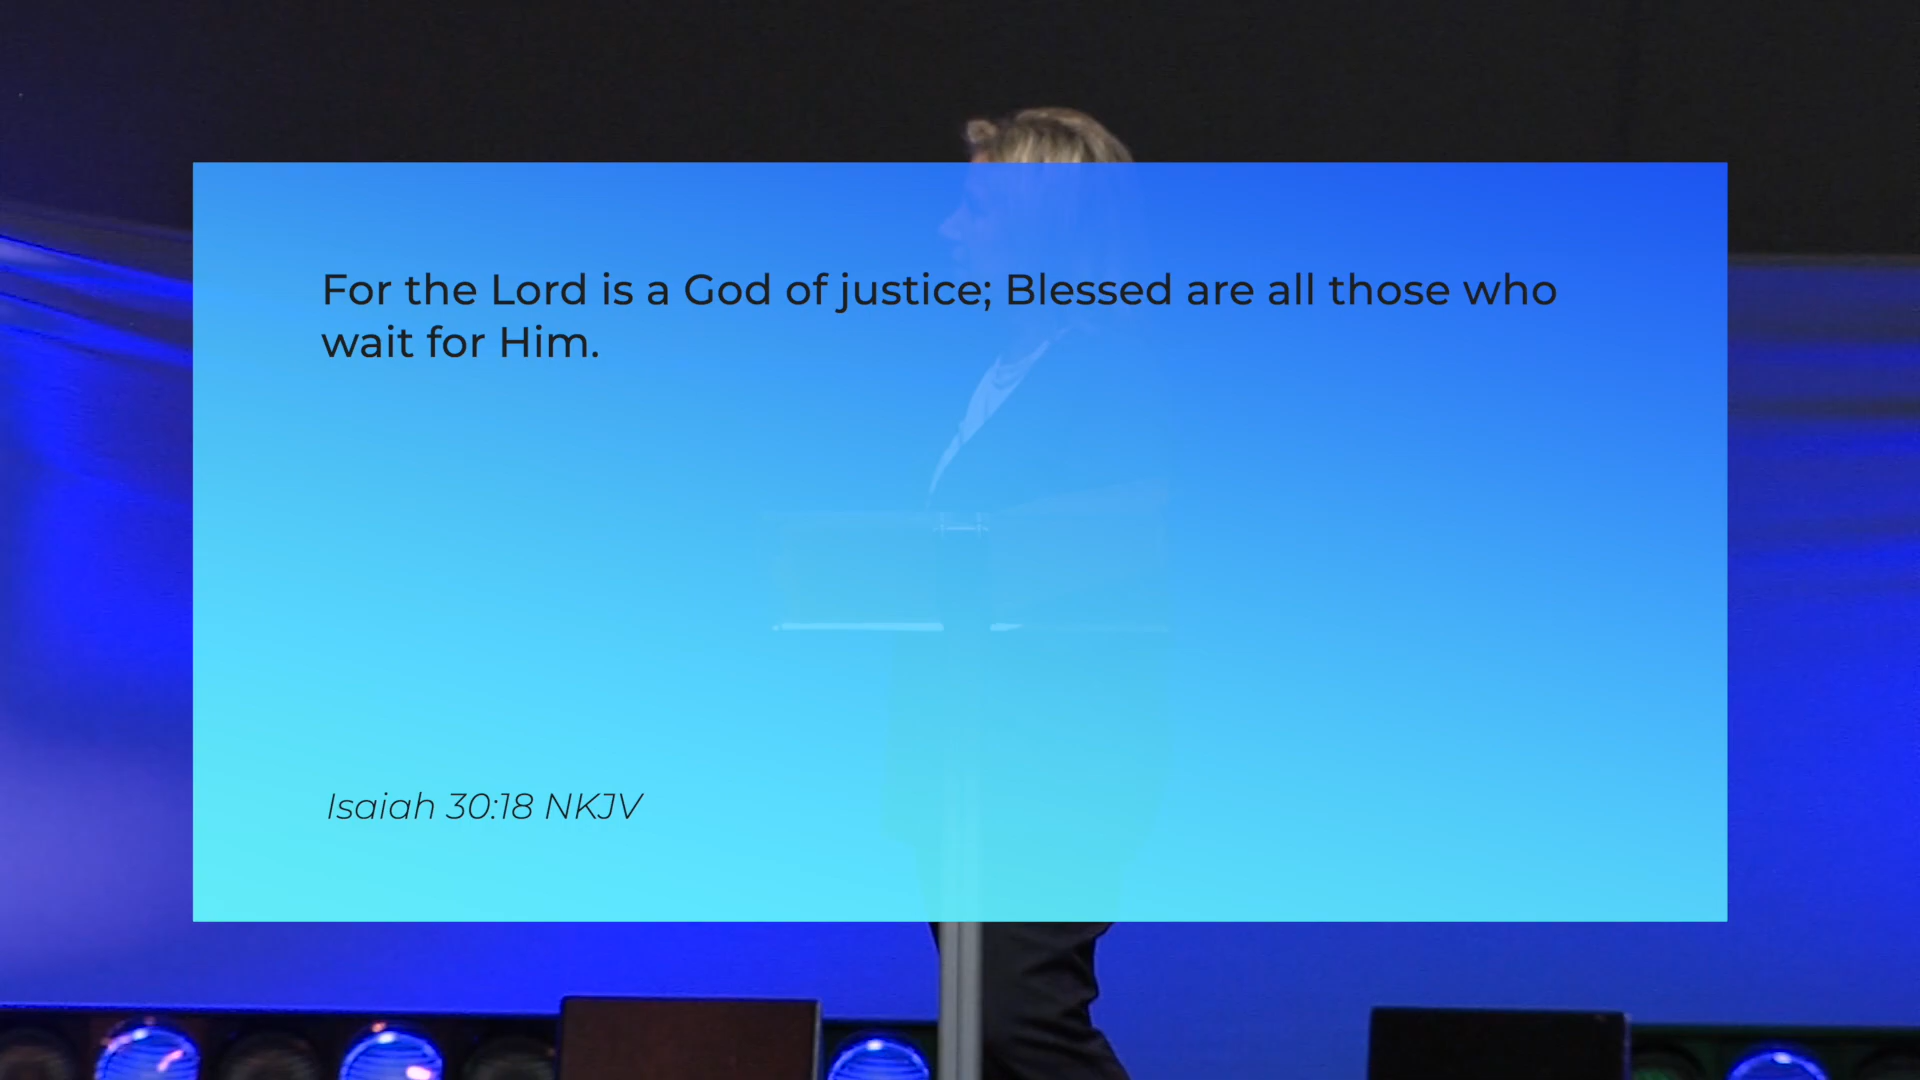 For the Lord is a God of justice; Blessed are all those who
wait for Him.
Isaiah 30:18 NKJV